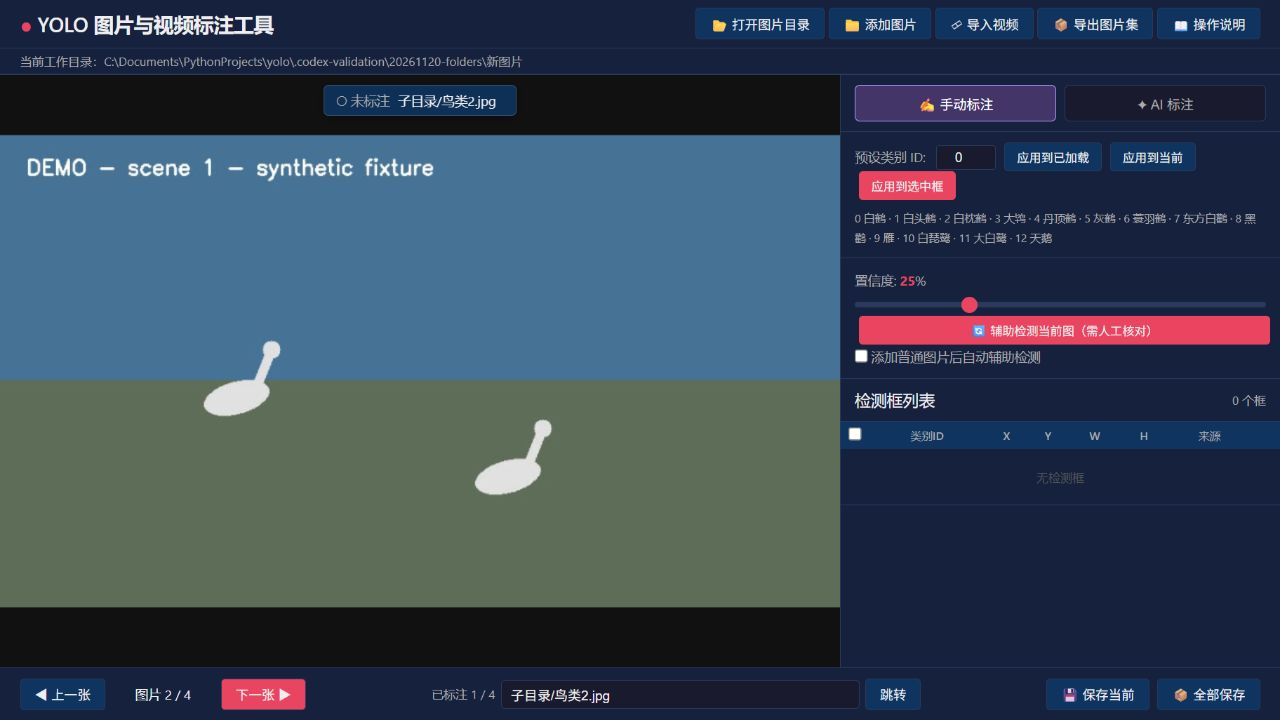 YOLO 图片与视频标注工具
打开图片目录
添加图片
导入视频
导出图片集
操作说明
当前工作目录: C:\Documents\PythonProjects\yolo\.codex-validation\20261120-folders\新图片
未标注 子目录/鸟类2.jpg
DEMO – scene 1 – synthetic fixture
手动标注
AI 标注
预设类别 ID: 0
应用到已加载
应用到当前
应用到选中框
0 白鹤 · 1 白头鹤 · 2 白枕鹤 · 3 大鸨 · 4 丹顶鹤 · 5 灰鹤 · 6 蓑羽鹤 · 7 东方白鹳 · 8 黑
鹳 · 9 雁 · 10 白琵鹭 · 11 大白鹭 · 12 天鹅
置信度: 25%
辅助检测当前图（需人工核对）
添加普通图片后自动辅助检测
检测框列表
0 个框
类别ID X Y W H 来源
无检测框
◀ 上一张
图片 2 / 4
下一张 ▶
已标注 1 / 4
子目录/鸟类2.jpg
跳转
保存当前
全部保存